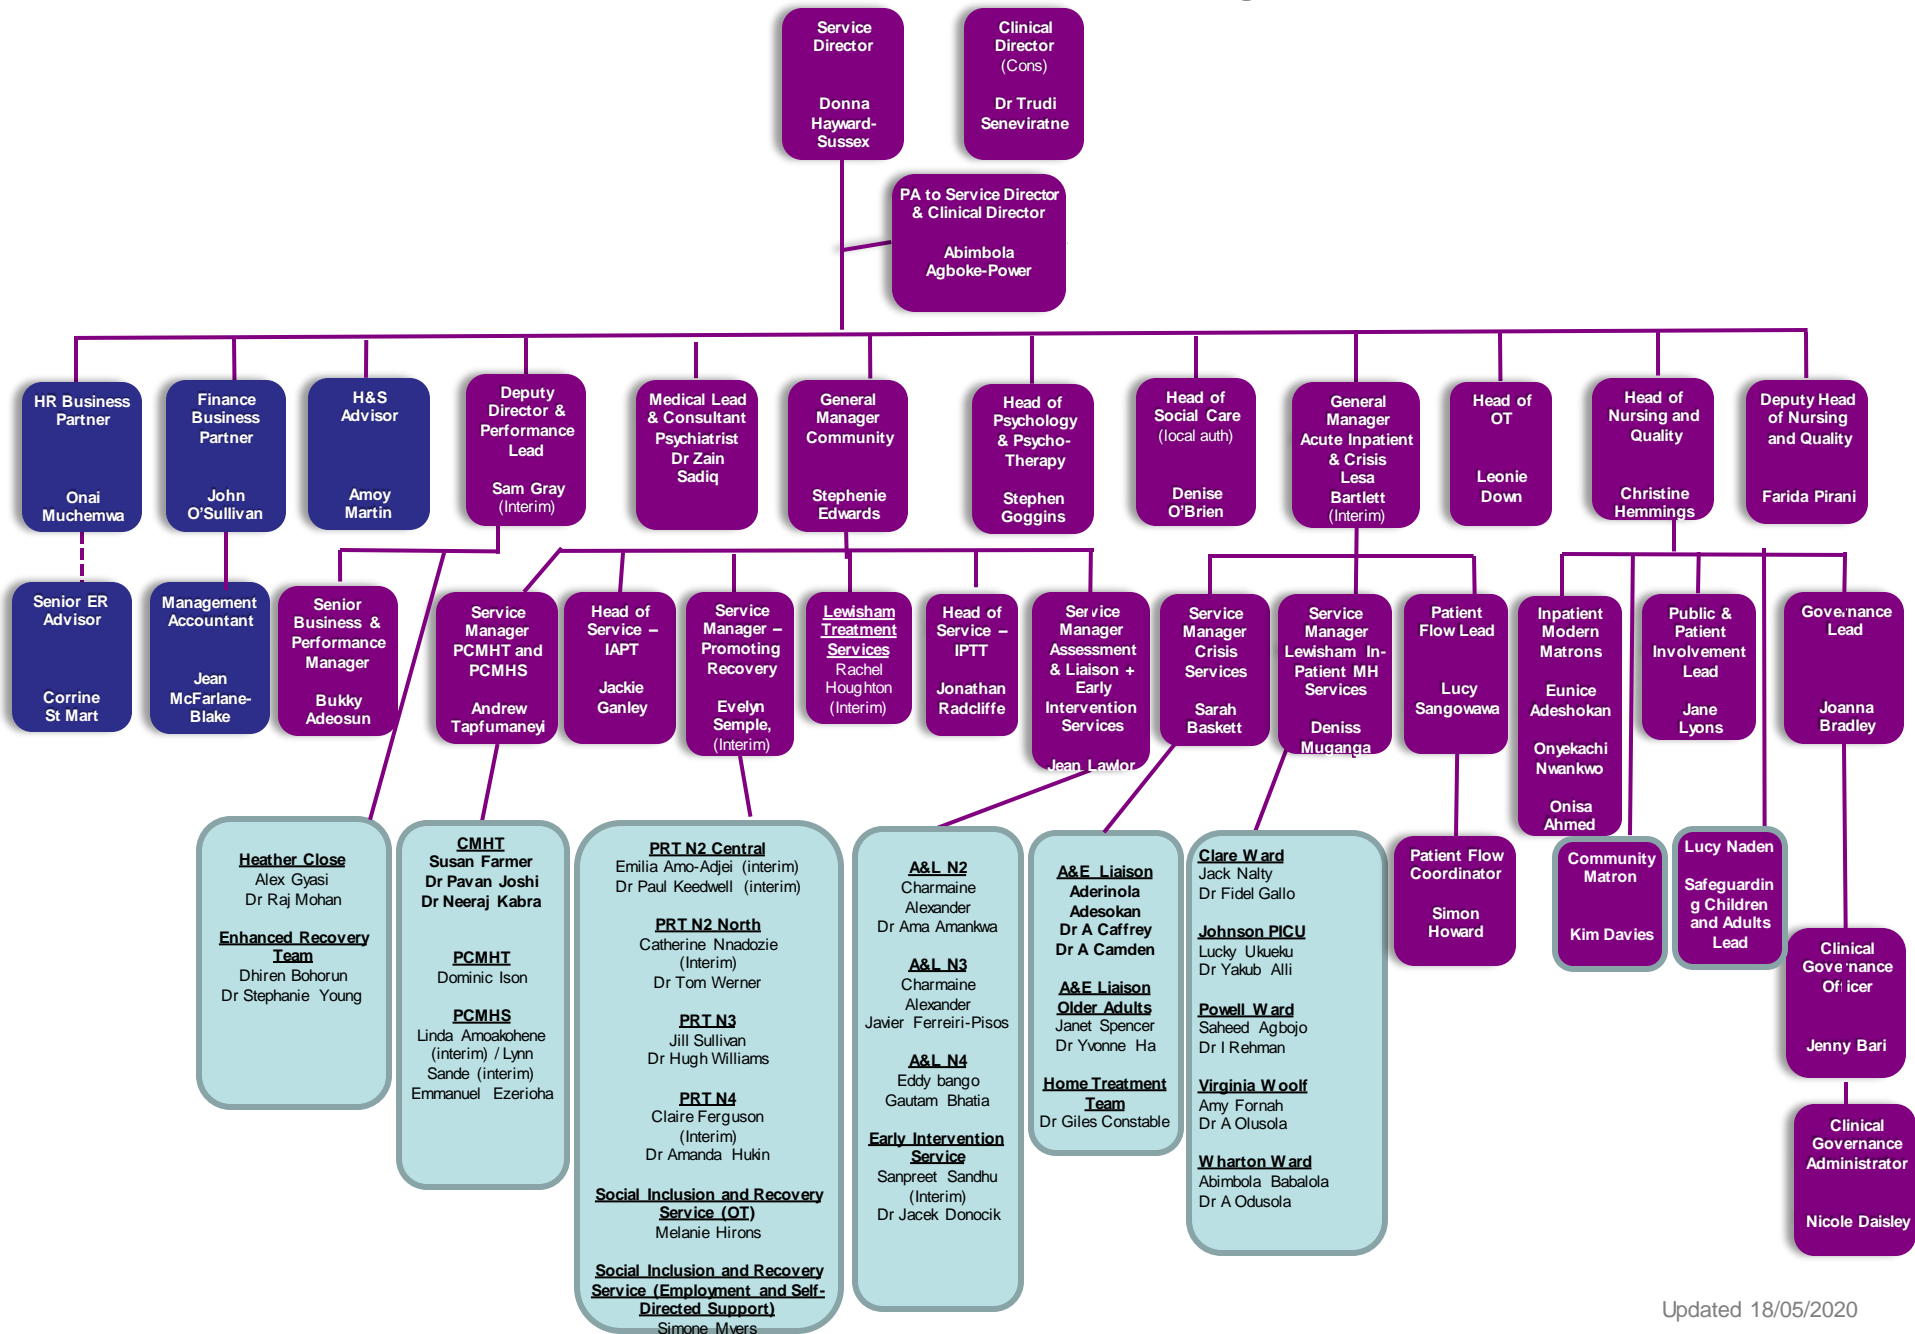 Service
Director
Donna
Hayward-
Sussex
Clinical
Director
(Cons)
Dr Trudi
Seneviratne
PA to Service Director
& Clinical Director
Abimbola
Agboke-Power
HR Business
Partner
Onai
Muchemwa
Finance
Business
Partner
John
O'Sullivan
H&S
Advisor
Amoy
Martin
Deputy
Director &
Performance
Lead
Sam Gray
(Interim)
Medical Lead
& Consultant
Psychiatrist
Dr Zain
Sadiq
General
Manager
Community
Stephenie
Edwards
Head of
Psychology
& Psycho-
Therapy
Stephen
Goggins
Head of
Social Care
(local auth)
Denise
O'Brien
General
Manager
Acute Inpatient
& Crisis
Lesa
Bartlett
(Interim)
Head of
OT
Leonie
Down
Head of
Nursing and
Quality
Christine
Hemmings
Deputy Head
of Nursing
and Quality
Farida Pirani
Senior ER
Advisor
Corrine
St Mart
Management
Accountant
Jean
McFarlane-
Blake
Senior
Business &
Performance
Manager
Bukky
Adeosun
Service
Manager
PCMHT and
PCMHS
Andrew
Tapfumaneyi
Head of
Service –
IAPT
Jackie
Ganley
Service
Manager –
Promoting
Recovery
Evelyn
Semple,
(Interim)
Lewisham
Treatment
Services
Rachel
Houghton
(Interim)
Head of
Service –
IPTT
Jonathan
Radcliffe
Service
Manager
Assessment
& Liaison +
Early
Intervention
Services
Jean Lawlor
Service
Manager
Crisis
Services
Sarah
Baskett
Service
Manager
Lewisham In-
Patient MH
Services
Deniss
Muganga
Patient
Flow Lead
Lucy
Sangowawa
Inpatient
Modern
Matrons
Eunice
Adeshokan
Onyekachi
Nwankwo
Onisa
Ahmed
Public &
Patient
Involvement
Lead
Jane
Lyons
Governance
Lead
Joanna
Bradley
Heather Close
Alex Gyasi
Dr Raj Mohan
Enhanced Recovery
Team
Dhiren Bohorun
Dr Stephanie Young
CMHT
Susan Farmer
Dr Pavan Joshi
Dr Neeraj Kabra
PCMHT
Dominic Ison
PCMHS
Linda Amoakohene
(interim) / Lynn
Sande (interim)
Emmanuel Ezerioha
PRT N2 Central
Emilia Amo-Adjei (interim)
Dr Paul Keedwell (interim)
PRT N2 North
Catherine Nnadozie
(Interim)
Dr Tom Werner
PRT N3
Jill Sullivan
Dr Hugh Williams
PRT N4
Claire Ferguson
(Interim)
Dr Amanda Hukin
Social Inclusion and Recovery
Service (OT)
Melanie Hirons
Social Inclusion and Recovery
Service (Employment and Self-
Directed Support)
Simone Myers
A&L N2
Charmaine
Alexander
Dr Ama Amankwa
A&L N3
Charmaine
Alexander
Javier Ferreiri-Pisos
A&L N4
Eddy bango
Gautam Bhatia
Early Intervention
Service
Sanpreet Sandhu
(Interim)
Dr Jacek Donocik
A&E Liaison
Aderinola
Adesokan
Dr A Caffrey
Dr A Camden
A&E Liaison
Older Adults
Janet Spencer
Dr Yvonne Ha
Home Treatment
Team
Dr Giles Constable
Clare Ward
Jack Nalty
Dr Fidel Gallo
Johnson PICU
Lucky Ukueku
Dr Yakub Alli
Powell Ward
Saheed Agbojo
Dr I Rehman
Virginia Woolf
Amy Fornah
Dr A Olusola
Wharton Ward
Abimbola Babalola
Dr A Odusola
Patient Flow
Coordinator
Simon
Howard
Community
Matron
Kim Davies
Lucy Naden
Safeguardin
g Children
and Adults
Lead
Clinical
Governance
Officer
Jenny Bari
Clinical
Governance
Administrator
Nicole Daisley
Updated 18/05/2020